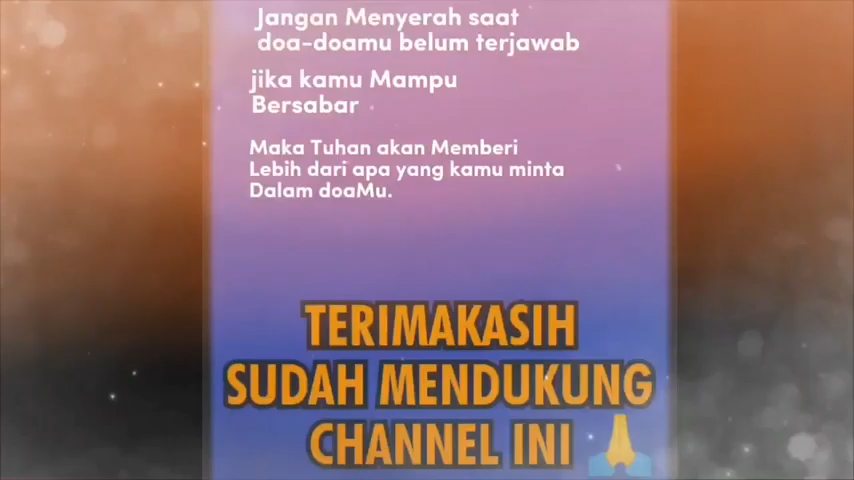 Jangan Menyerah saat
doa-doamu belum terjawab
jika kamu Mampu
Bersabar
Maka Tuhan akan Memberi
Lebih dari apa yang kamu minta
Dalam doaMu.
TERIMAKASIH
SUDAH MENDUKUNG
CHANNEL INI 🙏